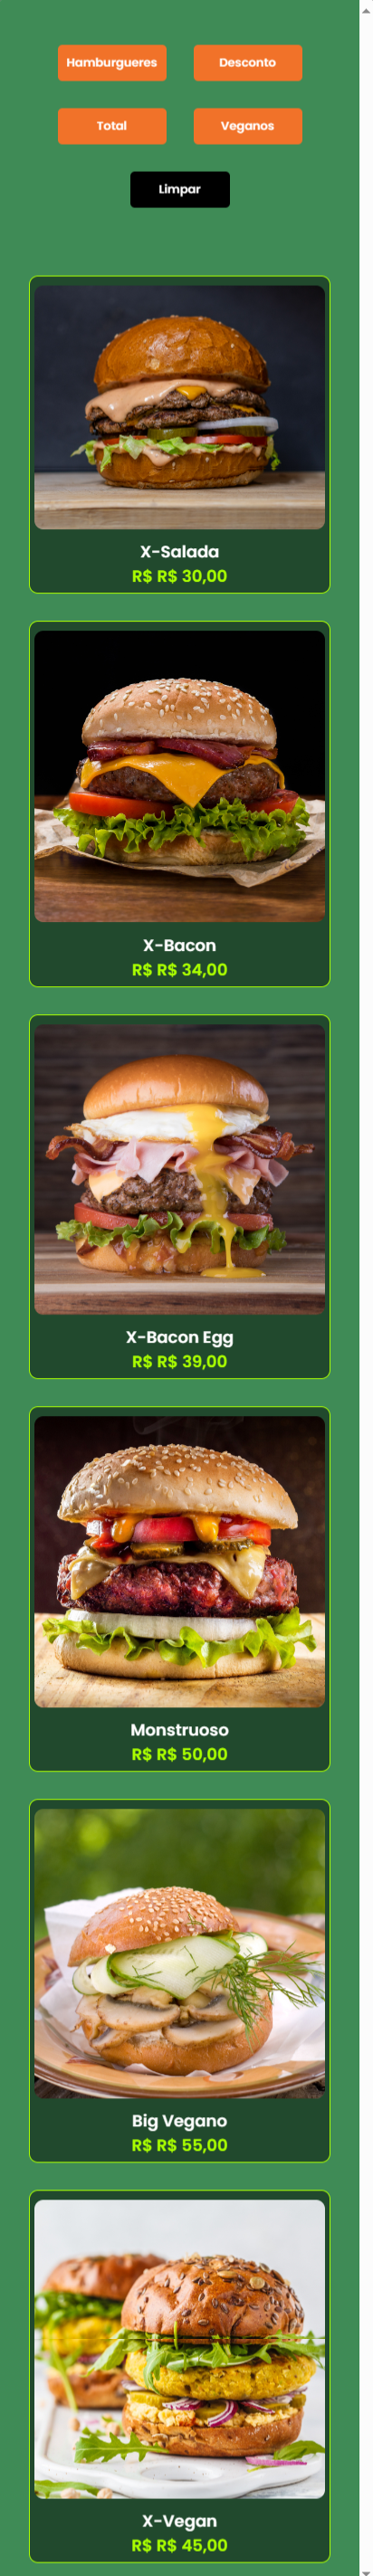 Hamburgueres
Desconto
Total
Veganos
Limpar
X-Salada
R$ R$ 30,00
X-Bacon
R$ R$ 34,00
X-Bacon Egg
R$ R$ 39,00
Monstruoso
R$ R$ 50,00
Big Vegano
R$ R$ 55,00
X-Vegan
R$ R$ 45,00